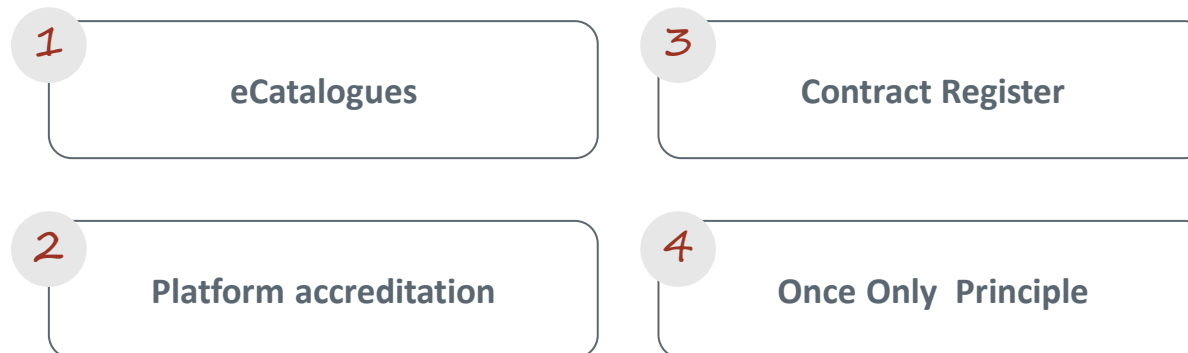 1
eCatalogues
2
Platform accreditation
3
Contract Register
4
Once Only  Principle